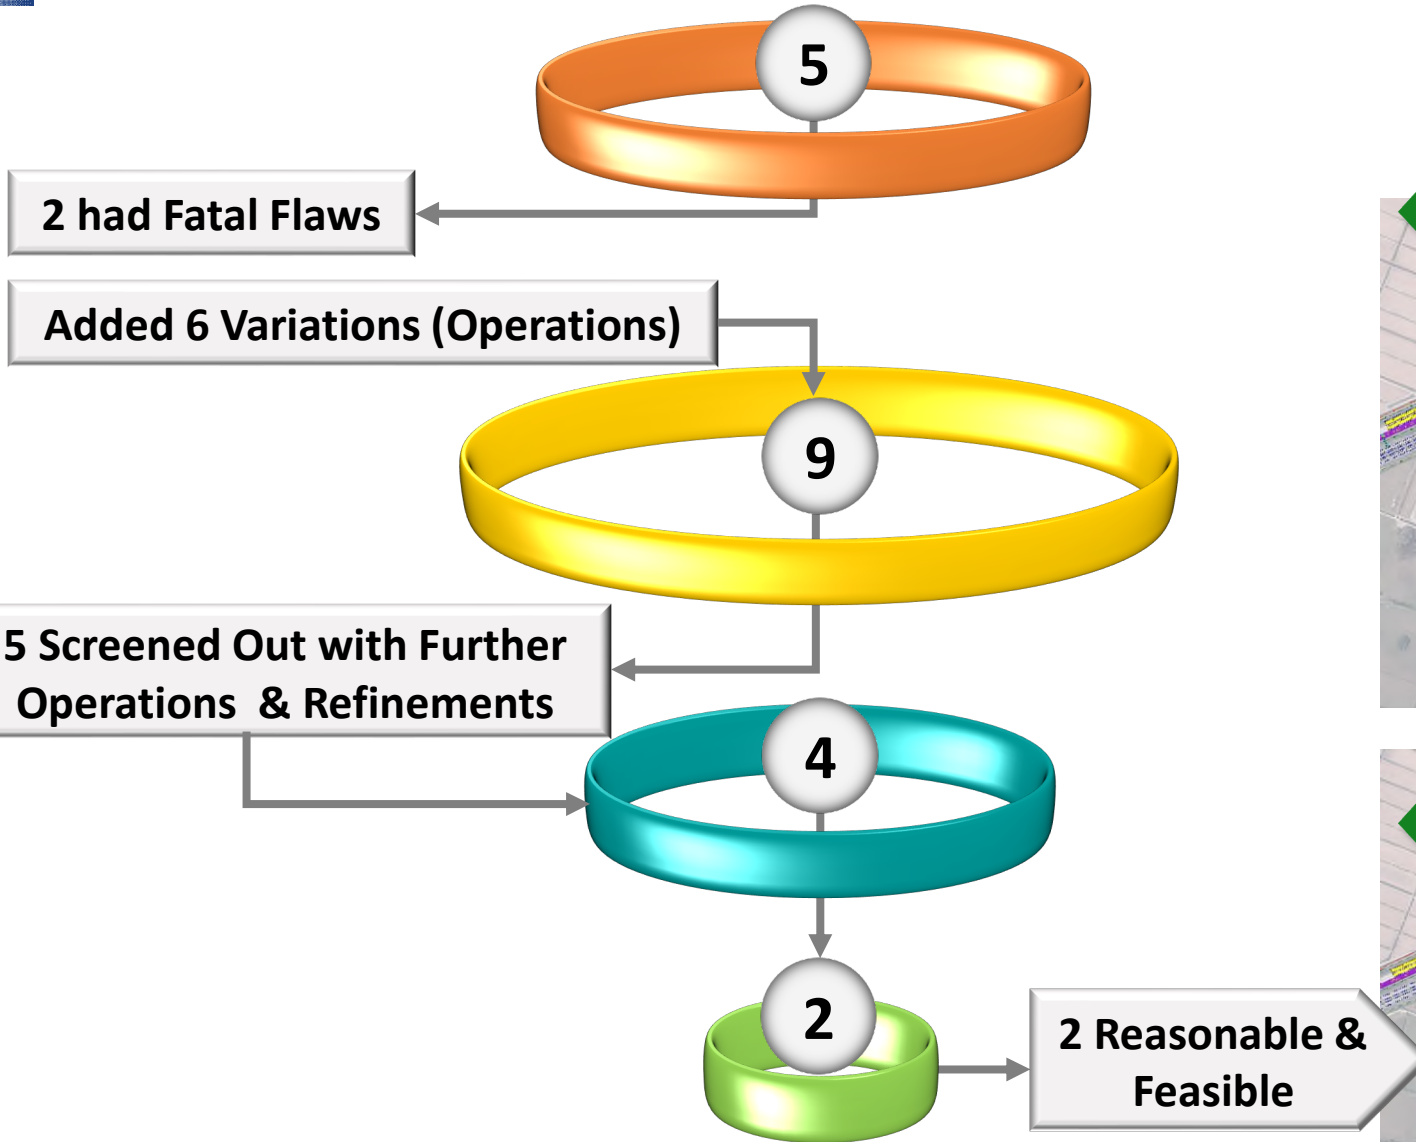 5
2 had Fatal Flaws
Added 6 Variations (Operations)
9
5 Screened Out with Further
Operations & Refinements
4
2
2 Reasonable &
Feasible